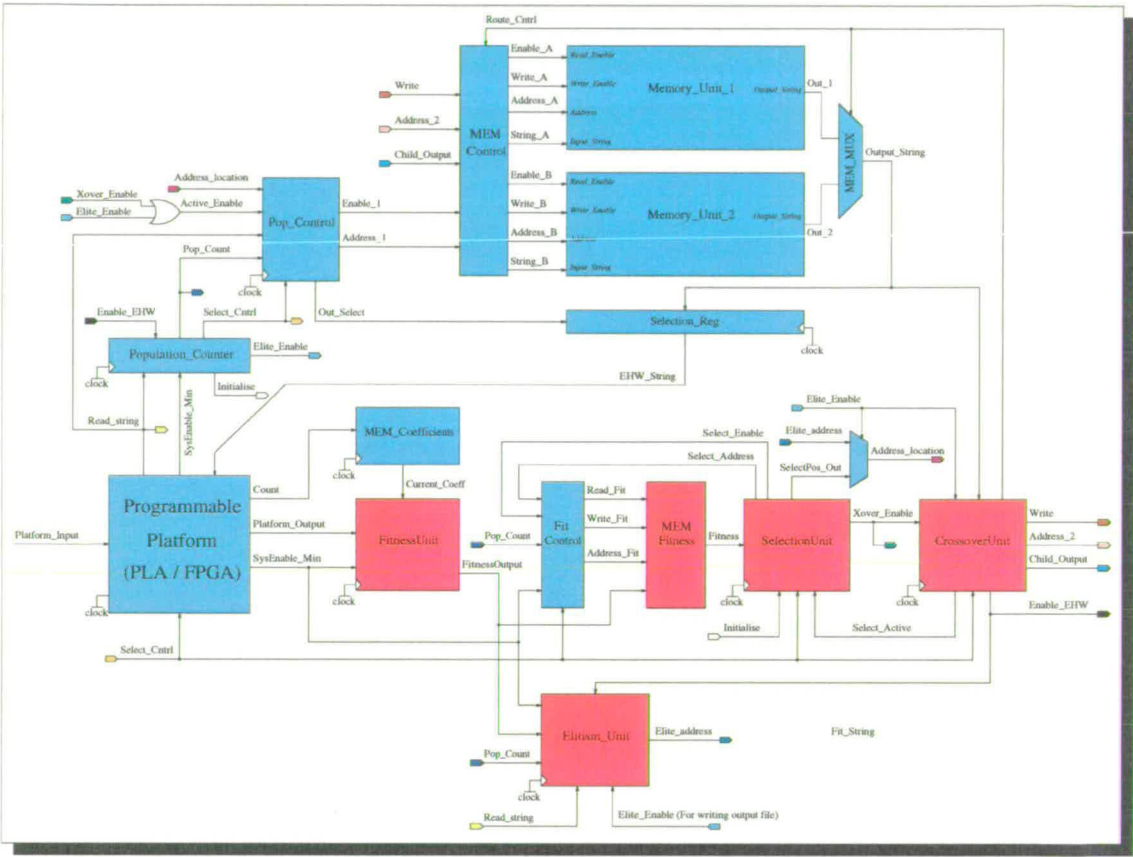 Route_Cntrl
Enable_A
Read_Enable
Write
Write_A
Write_Enable
Memory_Unit_1
Output_String
Out_1
Address_2
Address_A
Address
MEM
Control
Child_Output
String_A
Input_String
MEM_MUX
Output_String
Address_location
Enable_B
Read_Enable
Xover_Enable
Active_Enable
Enable_1
Write_B
Write_Enable
Memory_Unit_2
Output_String
Elite_Enable
Pop_Control
Out_2
Address_1
Address_B
Pop_Count
String_B
Input_String
clock
Enable_EHW
Select_Cntrl
Out_Select
Selection_Reg
clock
Population_Counter
Elite_Enable
clock
Initialise
EHW_String
Read_string
SysEnable_Min
MEM_Coefficients
Elite_Enable
Select_Enable
Elite_address
Select_Address
Address_location
SelectPos_Out
clock
Count
Current_Coeff
Programmable
Platform
(PLA / FPGA)
Platform_Input
Platform_Output
FitnessUnit
SysEnable_Min
FitnessOutput
clock
clock
Pop_Count
Fit
Control
Read_Fit
Write_Fit
Address_Fit
MEM
Fitness
Fitness
SelectionUnit
Xover_Enable
CrossoverUnit
Write
Address_2
Child_Output
clock
clock
Enable_EHW
Initialise
Select_Active
Select_Cntrl
Elitism_Unit
Elite_address
Fit_String
Pop_Count
clock
Read_string
Elite_Enable (For writing output file)